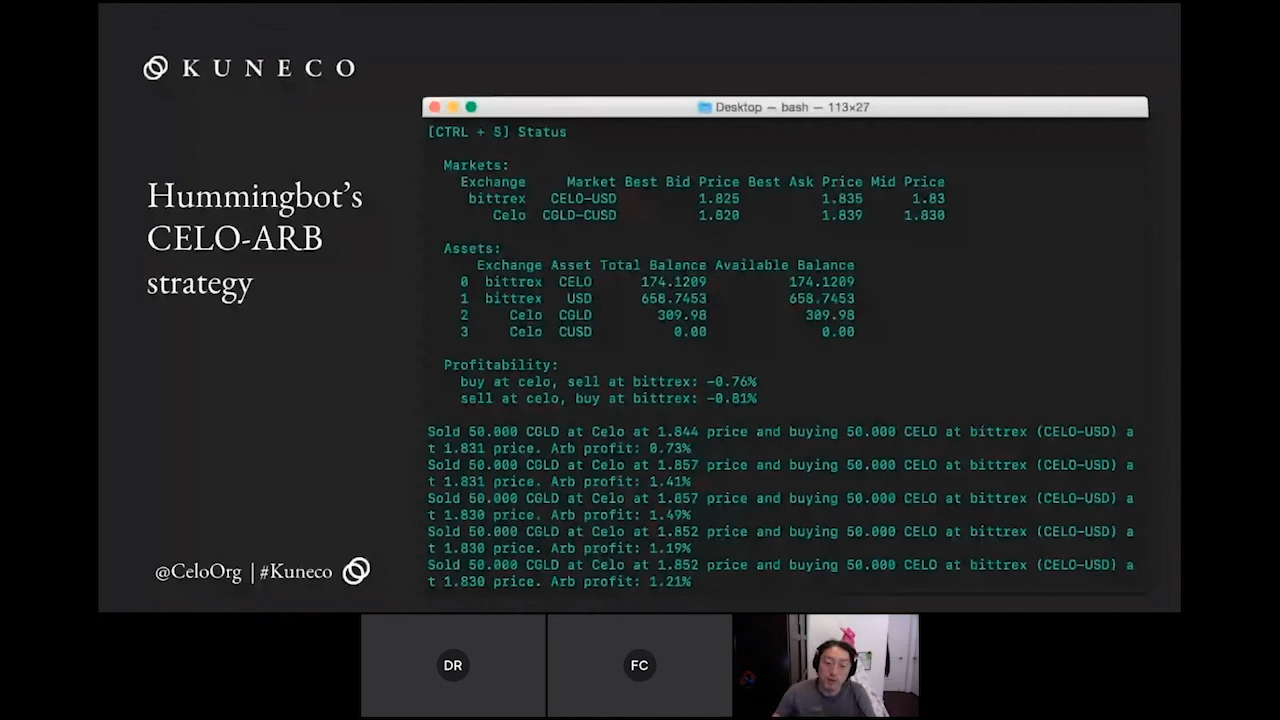 KUNECO
Hummingbot's
CELO-ARB
strategy
@CeloOrg | #Kuneco
Desktop — bash — 113×27
[CTRL + S] Status
Markets:
Exchange Market Best Bid Price Best Ask Price Mid Price
bittrex CELO-USD 1.825 1.835 1.83
Celo CGLD-CUSD 1.820 1.839 1.830
Assets:
Exchange Asset Total Balance Available Balance
0 bittrex CELO 174.1209 174.1209
1 bittrex USD 658.7453 658.7453
2 Celo CGLD 309.98 309.98
3 Celo CUSD 0.00 0.00
Profitability:
buy at celo, sell at bittrex: -0.76%
sell at celo, buy at bittrex: -0.81%
Sold 50.000 CGLD at Celo at 1.844 price and buying 50.000 CELO at bittrex (CELO-USD) a
t 1.831 price. Arb profit: 0.73%
Sold 50.000 CGLD at Celo at 1.857 price and buying 50.000 CELO at bittrex (CELO-USD) a
t 1.831 price. Arb profit: 1.41%
Sold 50.000 CGLD at Celo at 1.857 price and buying 50.000 CELO at bittrex (CELO-USD) a
t 1.830 price. Arb profit: 1.49%
Sold 50.000 CGLD at Celo at 1.852 price and buying 50.000 CELO at bittrex (CELO-USD) a
t 1.830 price. Arb profit: 1.19%
Sold 50.000 CGLD at Celo at 1.852 price and buying 50.000 CELO at bittrex (CELO-USD) a
t 1.830 price. Arb profit: 1.21%
DR
FC